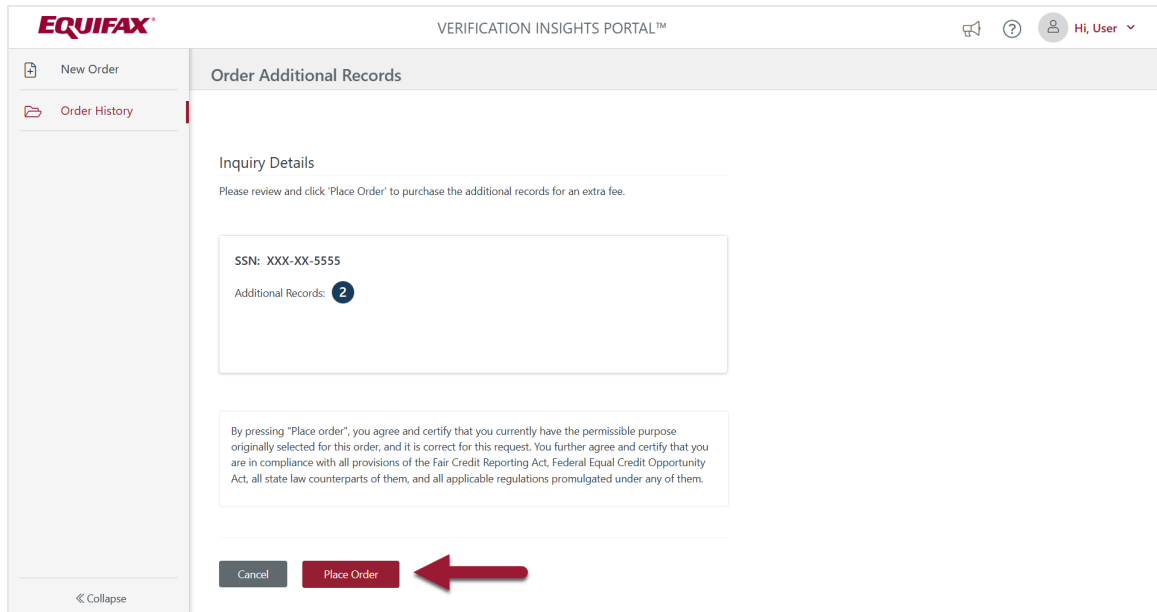 EQUIFAX®
VERIFICATION INSIGHTS PORTAL™
Hi, User
New Order
Order History
Order Additional Records
Inquiry Details
Please review and click 'Place Order' to purchase the additional records for an extra fee.
SSN: XXX-XX-5555
Additional Records: 2
By pressing "Place order", you agree and certify that you currently have the permissible purpose
originally selected for this order, and it is correct for this request. You further agree and certify that you
are in compliance with all provisions of the Fair Credit Reporting Act, Federal Equal Credit Opportunity
Act, all state law counterparts of them, and all applicable regulations promulgated under any of them.
Cancel
Place Order
Collapse